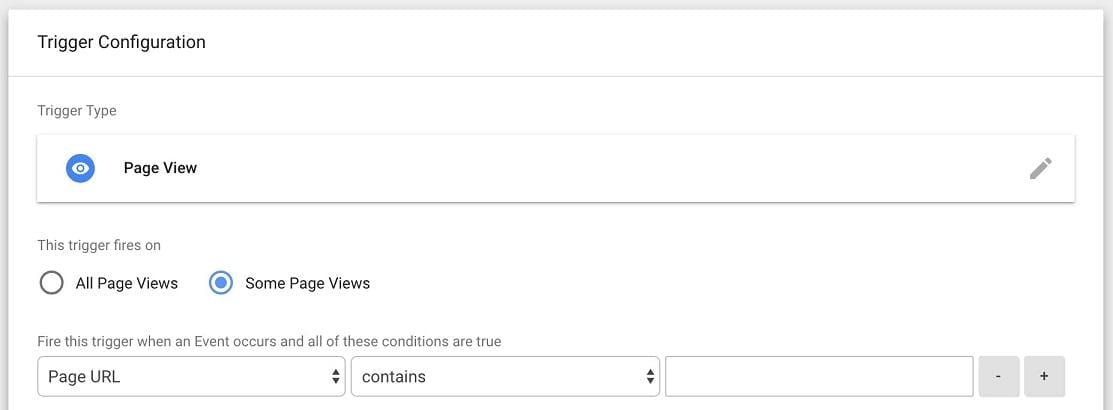 Trigger Configuration
Trigger Type
Page View
This trigger fires on
All Page Views Some Page Views
Fire this trigger when an Event occurs and all of these conditions are true
Page URL contains - +